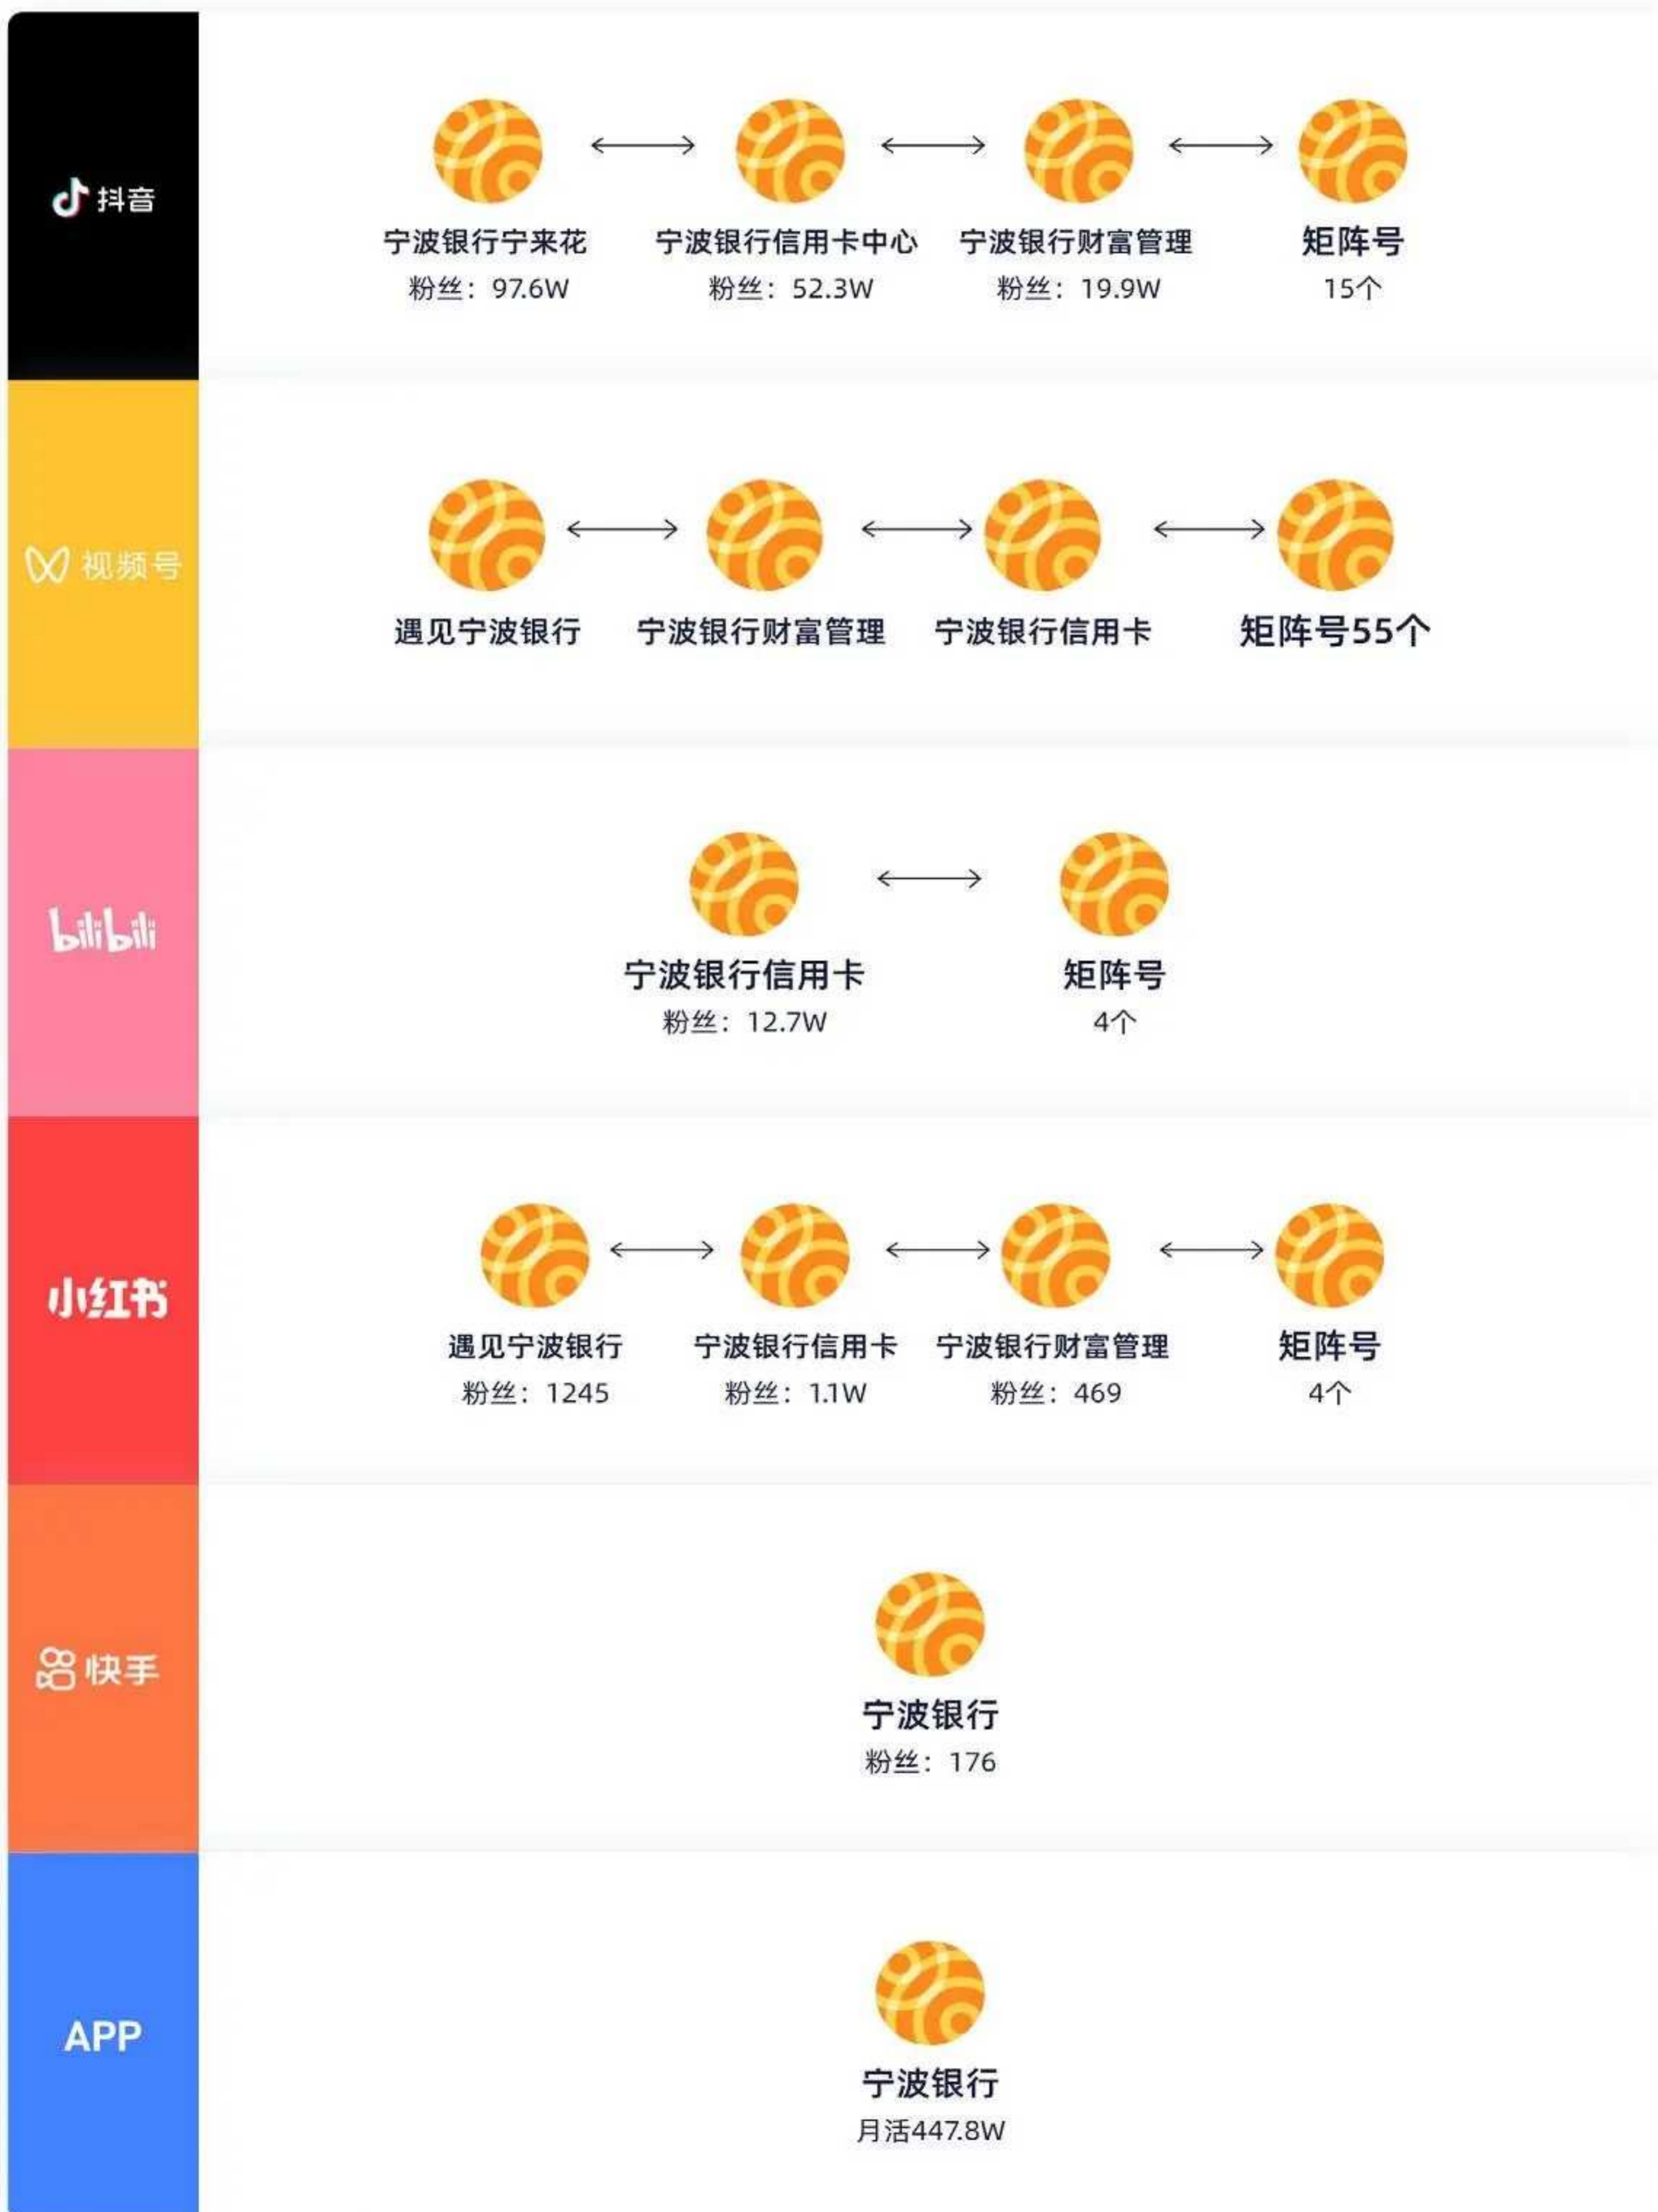 抖音
宁波银行宁来花
宁波银行信用卡中心
宁波银行财富管理
矩阵号
粉丝：97.6W
粉丝：52.3W
粉丝：19.9W
15个
视频号
遇见宁波银行
宁波银行财富管理
宁波银行信用卡
矩阵号55个
bilibili
宁波银行信用卡
矩阵号
粉丝：12.7W
4个
小红书
遇见宁波银行
宁波银行信用卡
宁波银行财富管理
矩阵号
粉丝：1245
粉丝：1.1W
粉丝：469
4个
快手
宁波银行
粉丝：176
APP
宁波银行
月活447.8W